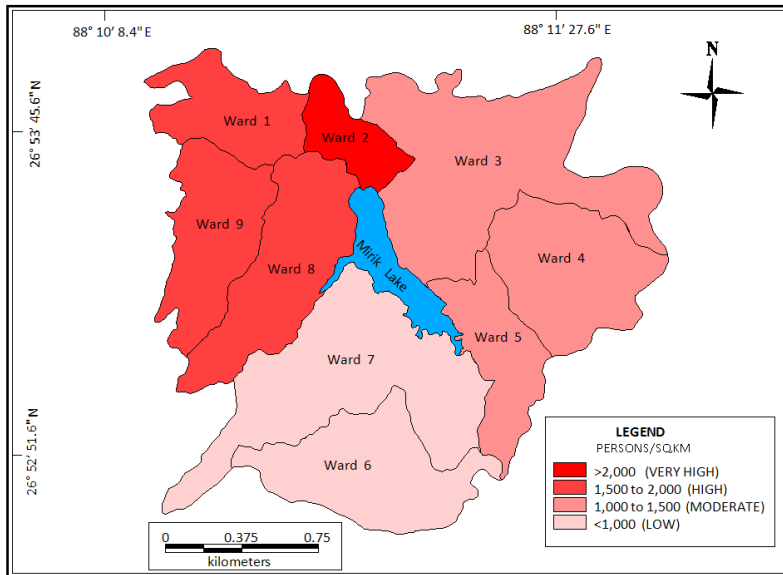 88° 10′ 8.4″ E
88° 11′ 27.6″ E
N
26° 53′ 45.6″ N
Ward 1
Ward 2
Ward 3
Ward 9
Ward 8
Mirik Lake
Ward 4
Ward 5
Ward 7
Ward 6
26° 52′ 51.6″ N
LEGEND
PERSONS/SQ.KM
>2,000 (VERY HIGH)
1,500 to 2,000 (HIGH)
1,000 to 1,500 (MODERATE)
<1,000 (LOW)
0 0.375 0.75
kilometers